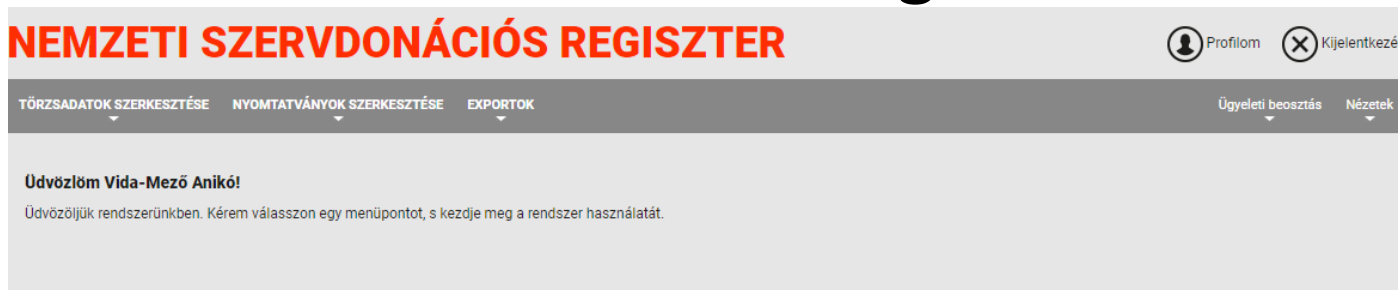 NEMZETI SZERVDONÁCIÓS REGISZTER
Profilom
TÖRZSADATOK SZERKESZTÉSE NYOMTATVÁNYOK SZERKESZTÉSE EXPORTOK
Ügyeleti beosztás Nézetek
Üdvözlöm Vida-Mező Anikó!
Üdvözöljük rendszerünkben. Kérem válasszon egy menüpontot, s kezdje meg a rendszer használatát.